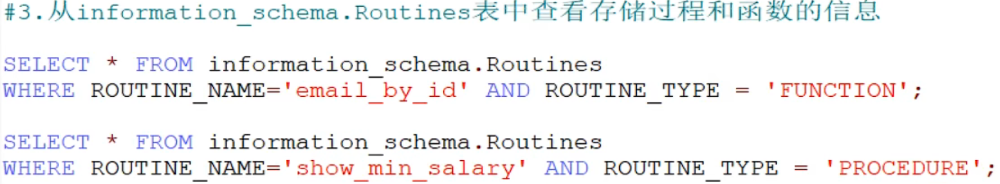 #3.从information_schema.Routines表中查看存储过程和函数的信息
SELECT * FROM information_schema.Routines
WHERE ROUTINE_NAME='email_by_id' AND ROUTINE_TYPE = 'FUNCTION';
SELECT * FROM information_schema.Routines
WHERE ROUTINE_NAME='show_min_salary' AND ROUTINE_TYPE = 'PROCEDURE';